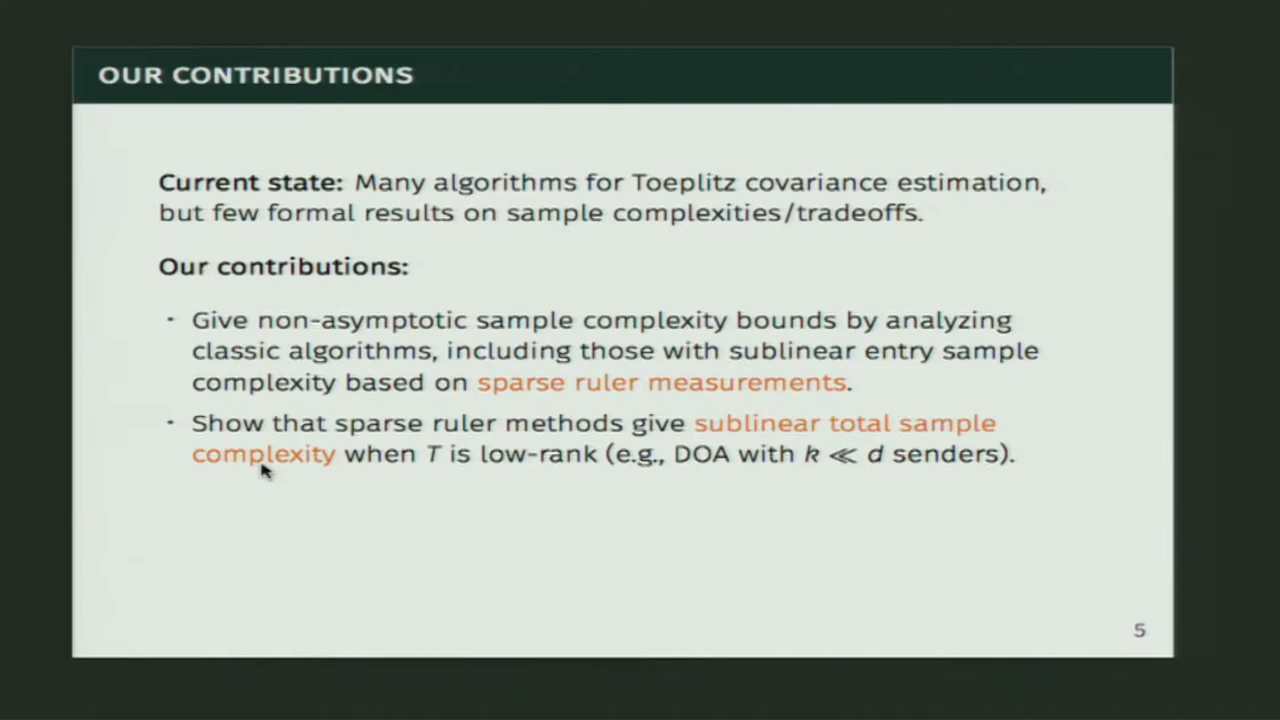 OUR CONTRIBUTIONS
Current state: Many algorithms for Toeplitz covariance estimation,
but few formal results on sample complexities/tradeoffs.
Our contributions:
· Give non-asymptotic sample complexity bounds by analyzing
classic algorithms, including those with sublinear entry sample
complexity based on sparse ruler measurements.
· Show that sparse ruler methods give sublinear total sample
complexity when T is low-rank (e.g., DOA with k ≪ d senders).
5